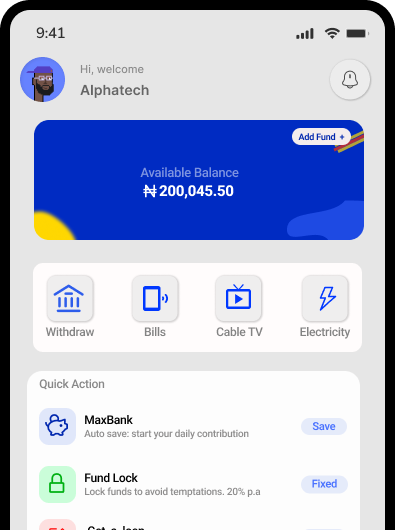 9:41
Hi, welcome
Alphatech
Add Fund +
Available Balance
₦ 200,045.50
Withdraw
Bills
Cable TV
Electricity
Quick Action
MaxBank
Auto save: start your daily contribution
Save
Fund Lock
Lock funds to avoid temptations. 20% p.a
Fixed